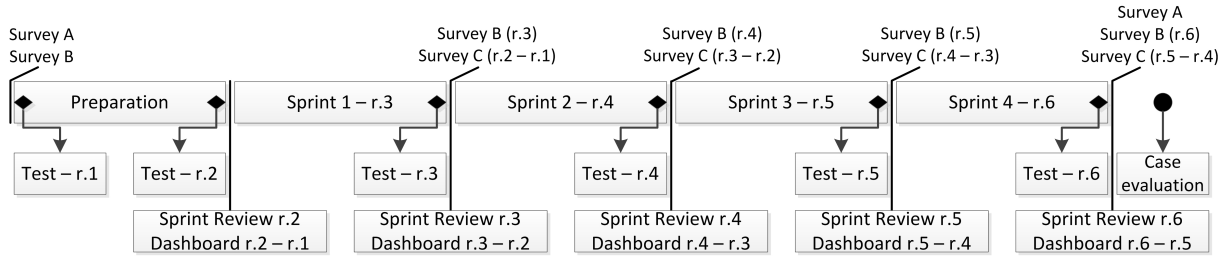 Survey A
Survey B
Survey B (r.3)
Survey C (r.2 – r.1)
Survey B (r.4)
Survey C (r.3 – r.2)
Survey B (r.5)
Survey C (r.4 – r.3)
Survey A
Survey B (r.6)
Survey C (r.5 – r.4)
Preparation
Sprint 1 – r.3
Sprint 2 – r.4
Sprint 3 – r.5
Sprint 4 – r.6
Test – r.1
Test – r.2
Test – r.3
Test – r.4
Test – r.5
Test – r.6
Case
evaluation
Sprint Review r.2
Dashboard r.2 – r.1
Sprint Review r.3
Dashboard r.3 – r.2
Sprint Review r.4
Dashboard r.4 – r.3
Sprint Review r.5
Dashboard r.5 – r.4
Sprint Review r.6
Dashboard r.6 – r.5